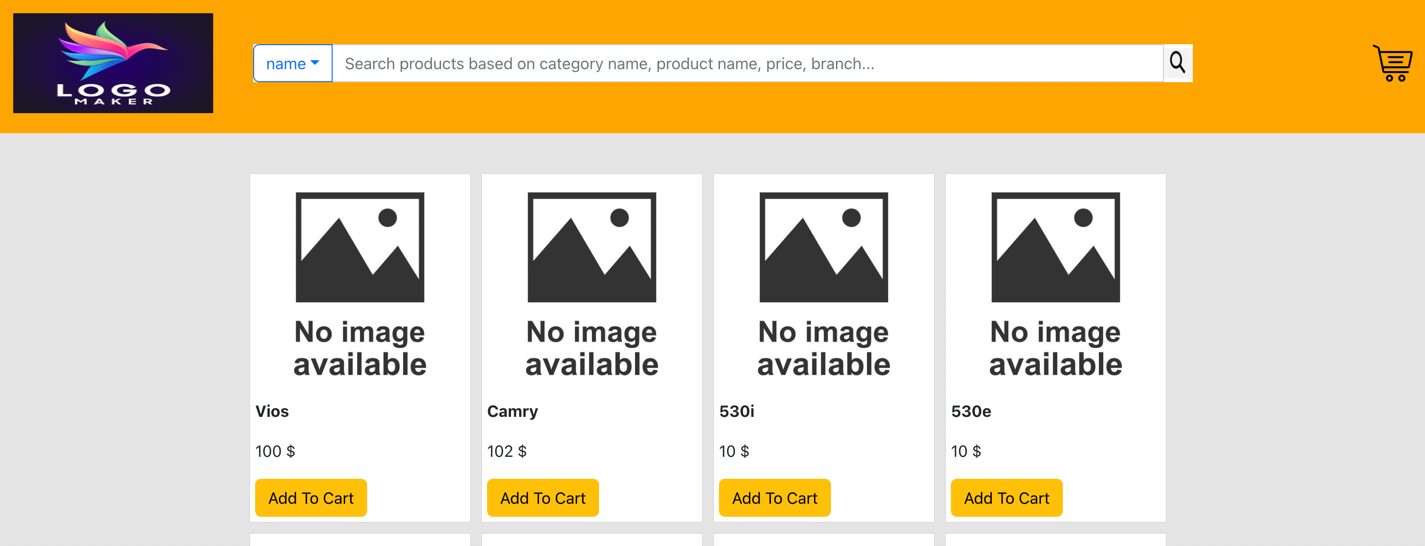 LOGO
MAKER
name
Search products based on category name, product name, price, branch...
No image
available
Vios
100 $
Add To Cart
No image
available
Camry
102 $
Add To Cart
No image
available
530i
10 $
Add To Cart
No image
available
530e
10 $
Add To Cart